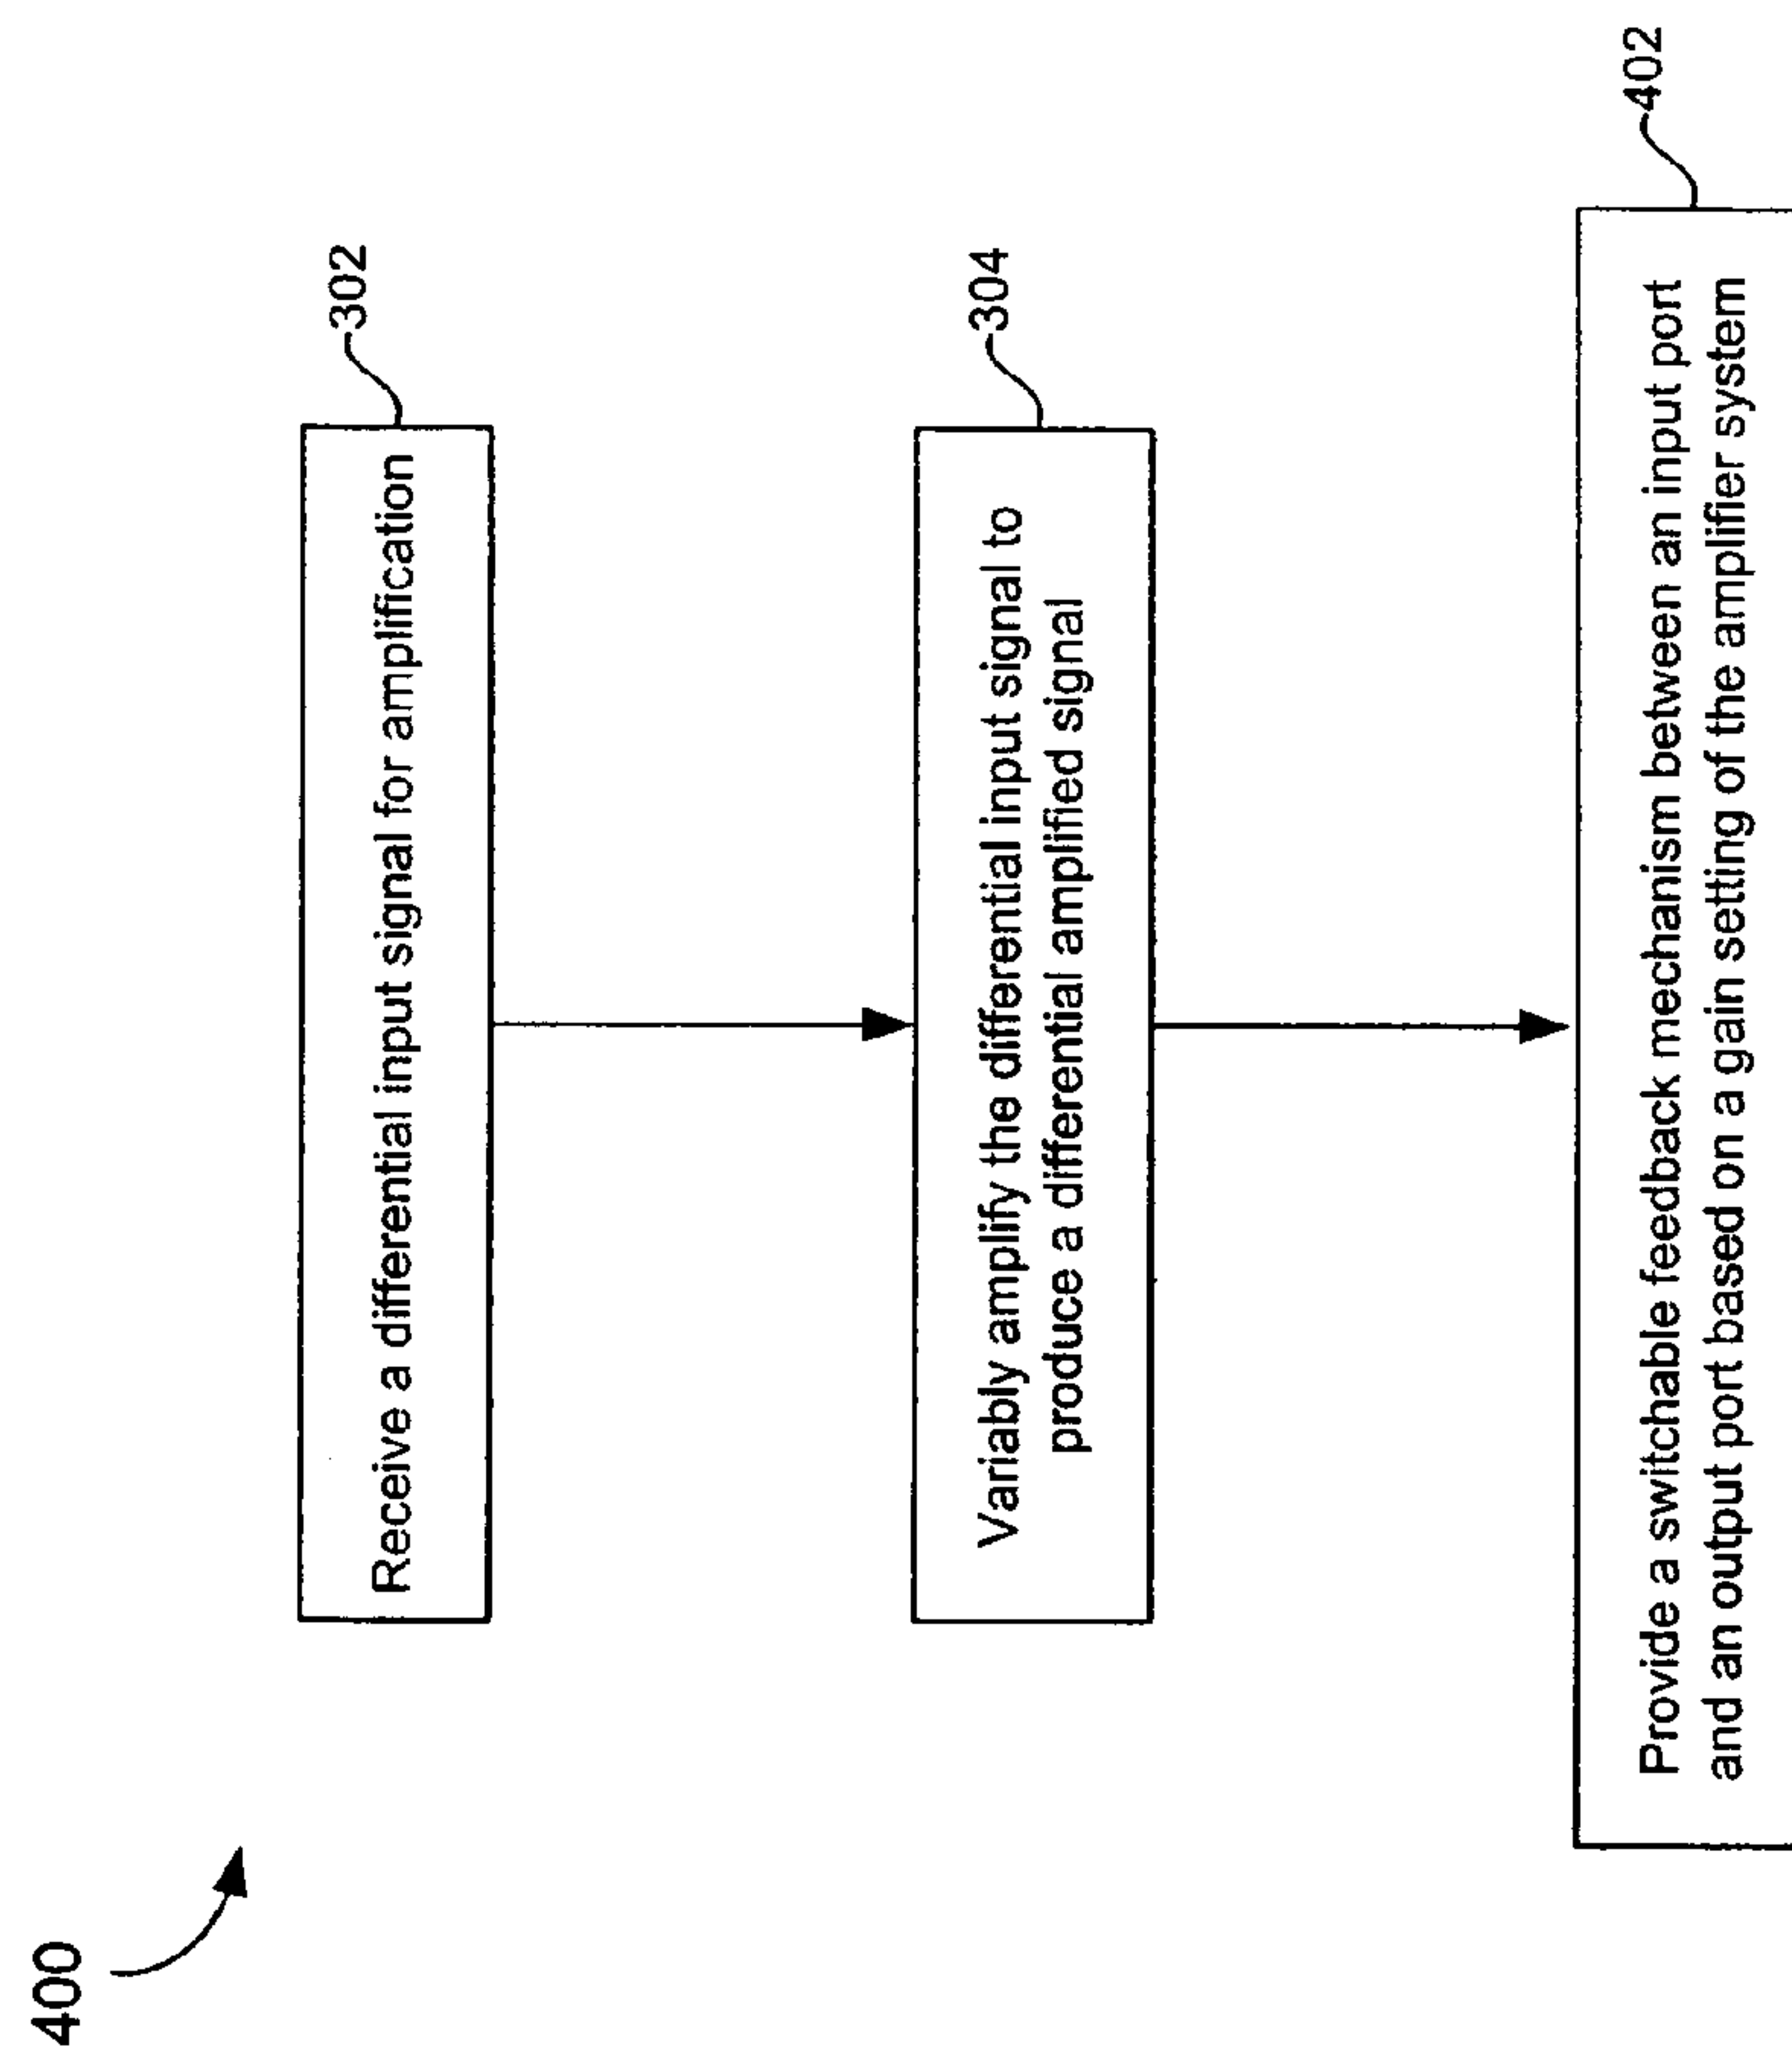 400
Receive a differential input signal for amplification
302
Variably amplify the differential input signal to
produce a differential amplified signal
304
Provide a switchable feedback mechanism between an input port
and an output port based on a gain setting of the amplifier system
402